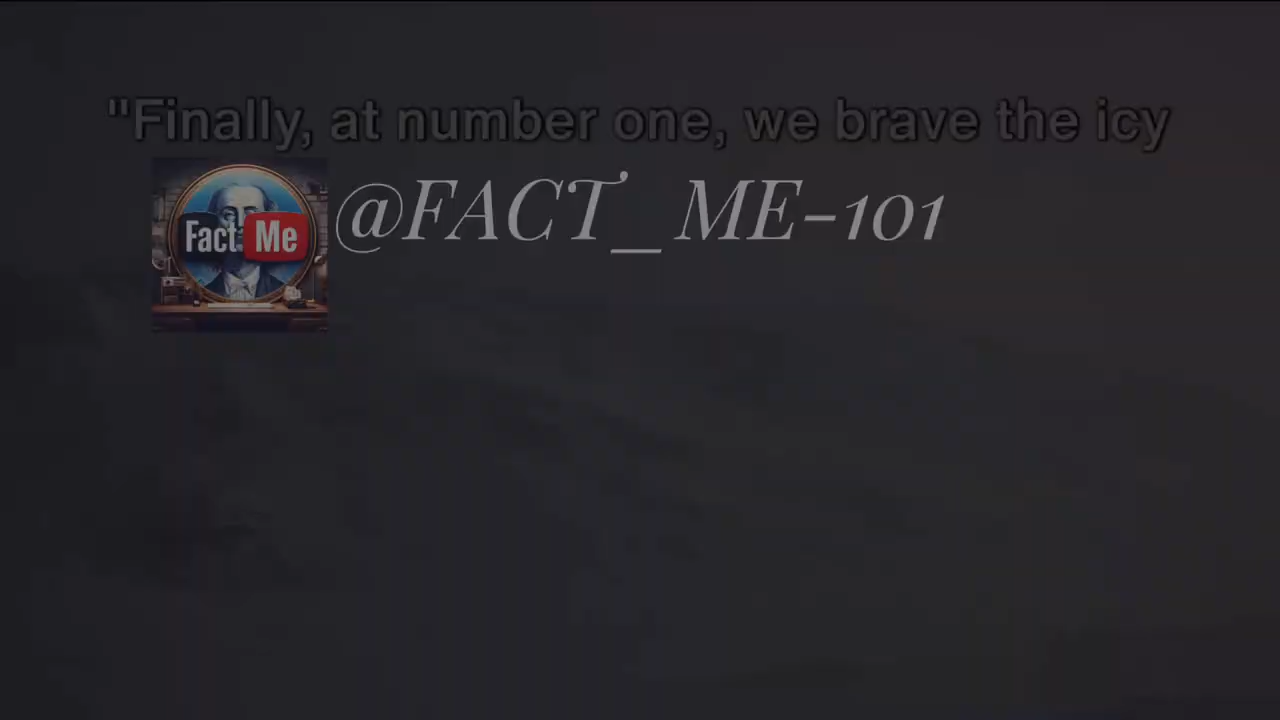 "Finally, at number one, we brave the icy
@FACT_ME-101
Fact Me